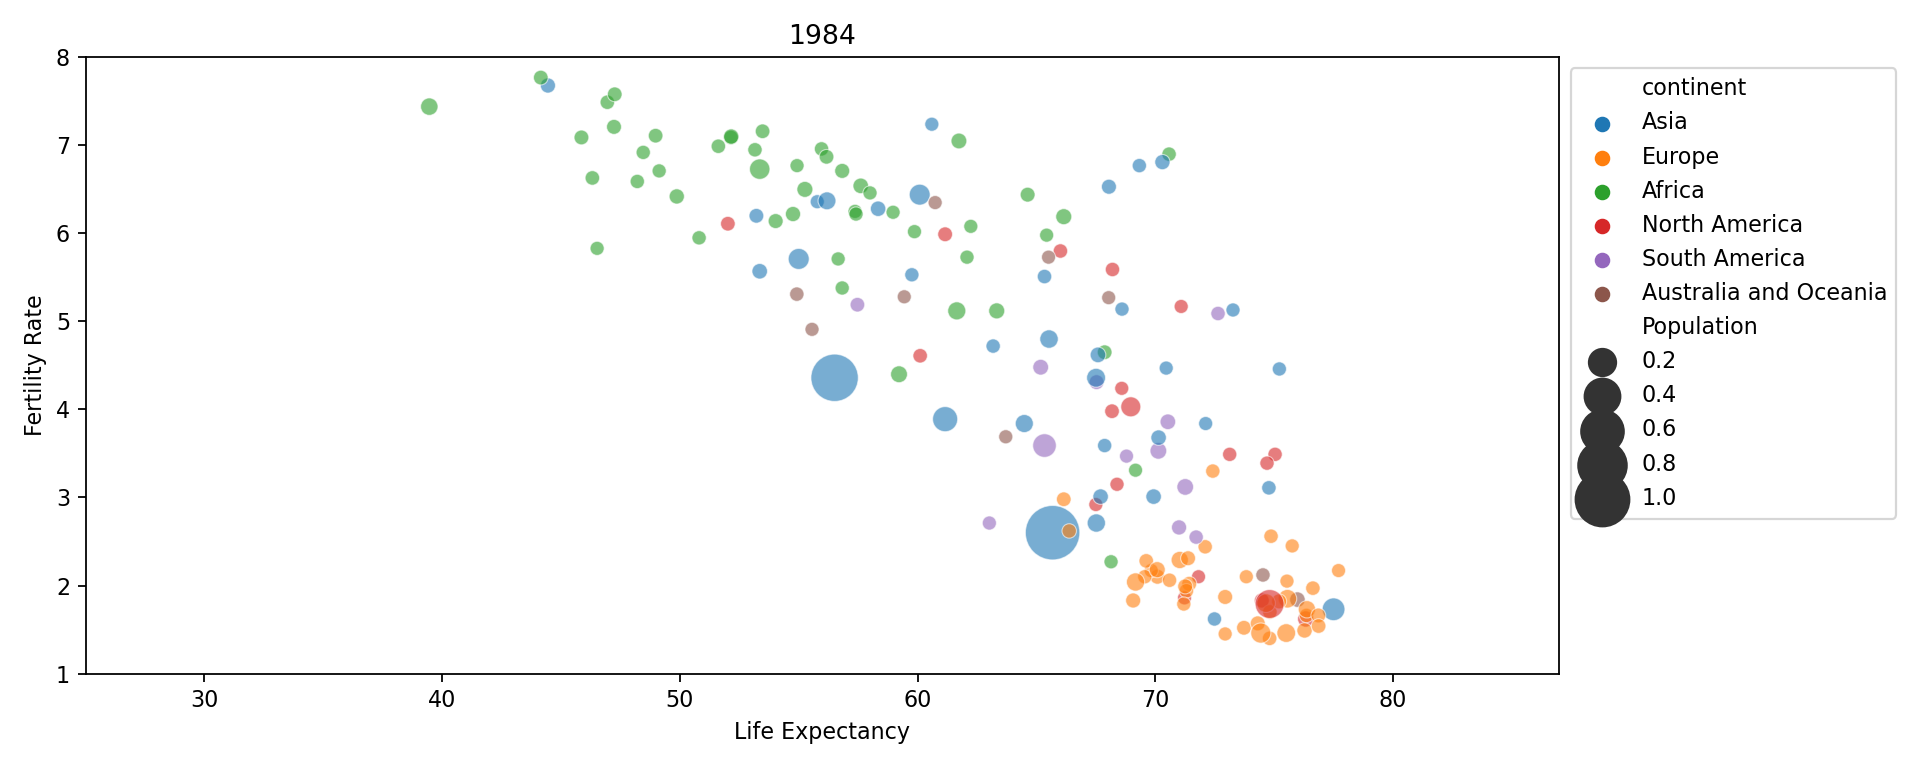 1984
8
7
6
5
4
3
2
1
Fertility Rate
30 40 50 60 70 80
Life Expectancy
continent
Asia
Europe
Africa
North America
South America
Australia and Oceania
Population
0.2
0.4
0.6
0.8
1.0